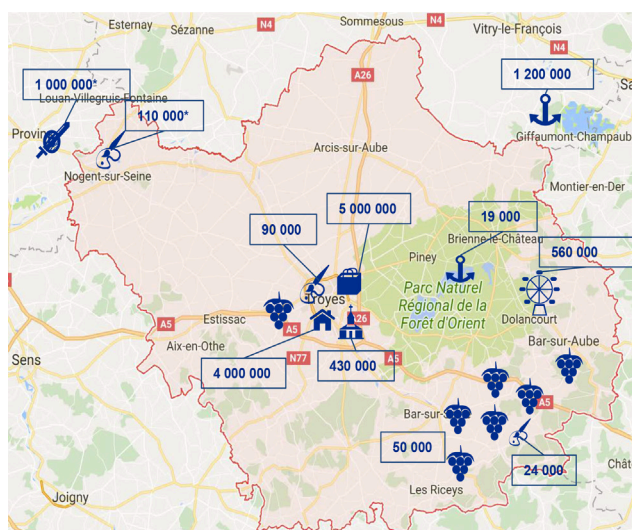 Esternay
Sézanne
N4
Sommesous
Vitry-le-François
N4
N4
A26
1 000 000*
Louan-Villegruis-Fontaine
1 200 000
Provin
110 000*
Giffaumont-Champaub
Arcis-sur-Aube
Nogent-sur-Seine
Montier-en-Der
5 000 000
19 000
90 000
Brienne-le-Château
Piney
560 000
Parc Naturel
Régional de la
Forêt d'Orient
Troyes
Estissac
A26
Dolancourt
A5
A5
Aix-en-Othe
Bar-sur-Aube
Sens
N77
A5
4 000 000
430 000
A5
Bar-sur-S
50 000
24 000
Chât
Les Riceys
Joigny